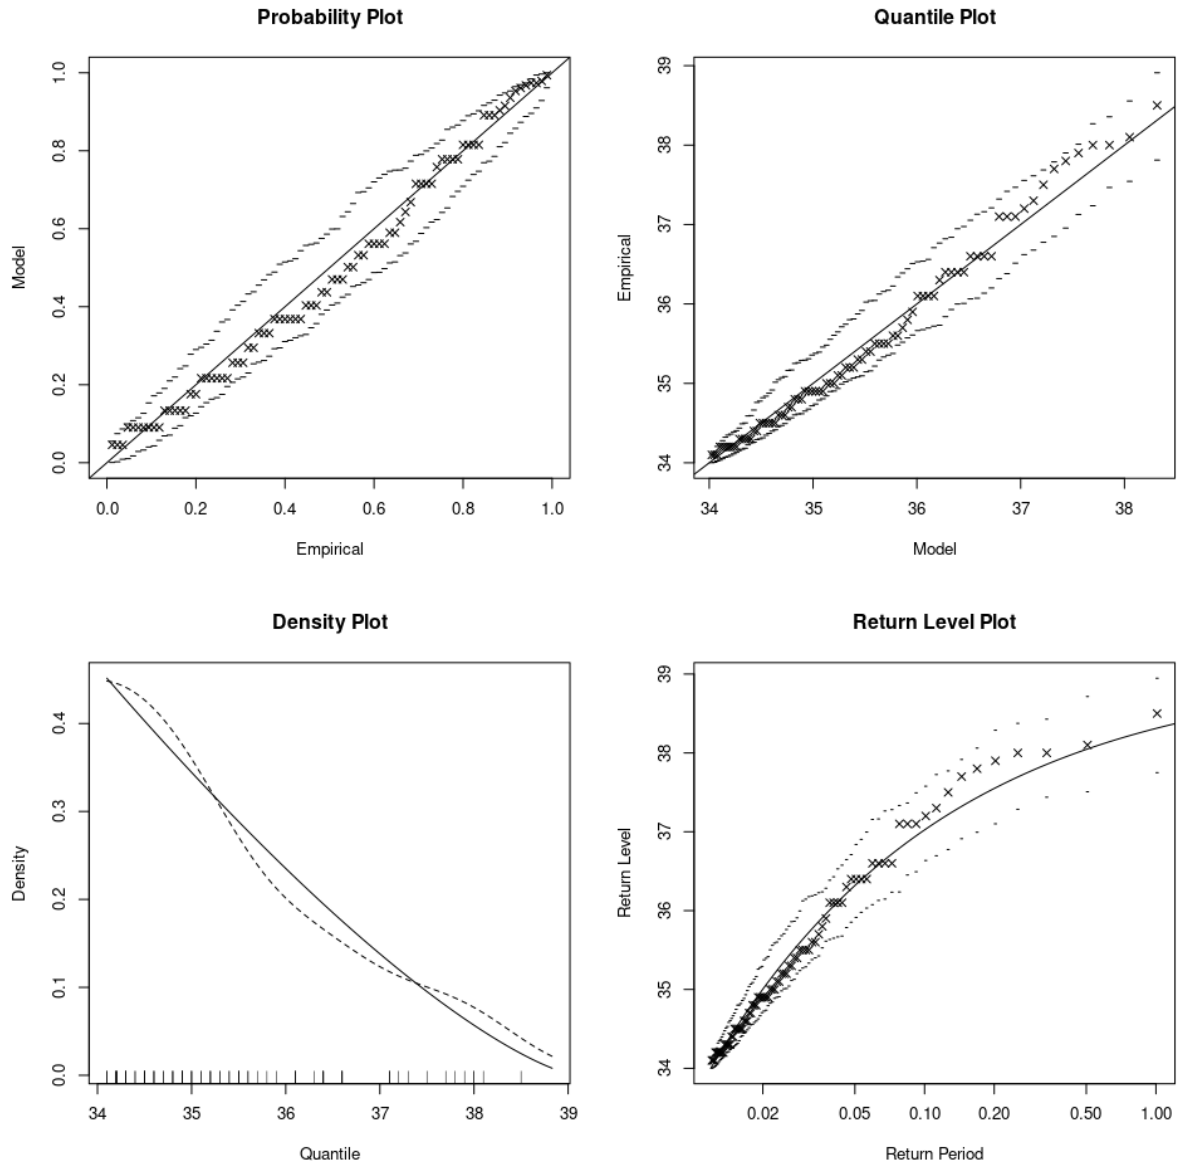 Probability Plot
Model
0.0 0.2 0.4 0.6 0.8 1.0
0.0 0.2 0.4 0.6 0.8 1.0
Empirical
Quantile Plot
Empirical
34 35 36 37 38 39
34 35 36 37 38
Model
Density Plot
Density
0.0 0.1 0.2 0.3 0.4
34 35 36 37 38 39
Quantile
Return Level Plot
Return Level
34 35 36 37 38 39
0.02 0.05 0.10 0.20 0.50 1.00
Return Period